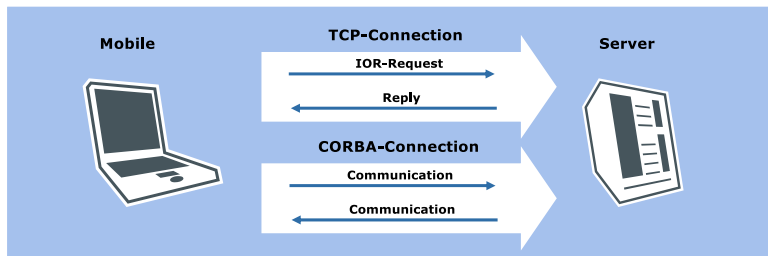 Mobile
TCP-Connection
Server
IOR-Request
Reply
CORBA-Connection
Communication
Communication